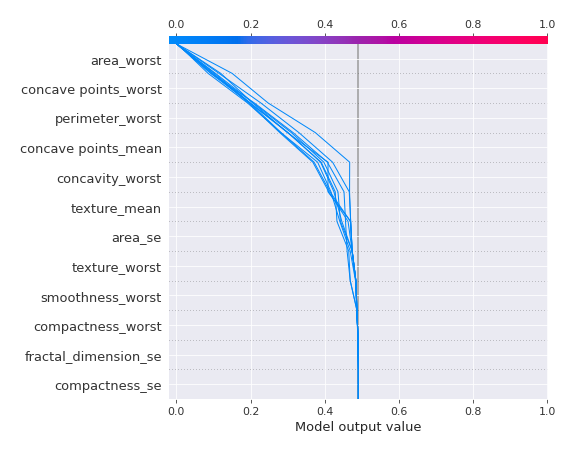 0.0 0.2 0.4 0.6 0.8 1.0
area_worst
concave points_worst
perimeter_worst
concave points_mean
concavity_worst
texture_mean
area_se
texture_worst
smoothness_worst
compactness_worst
fractal_dimension_se
compactness_se
0.0 0.2 0.4 0.6 0.8 1.0
Model output value